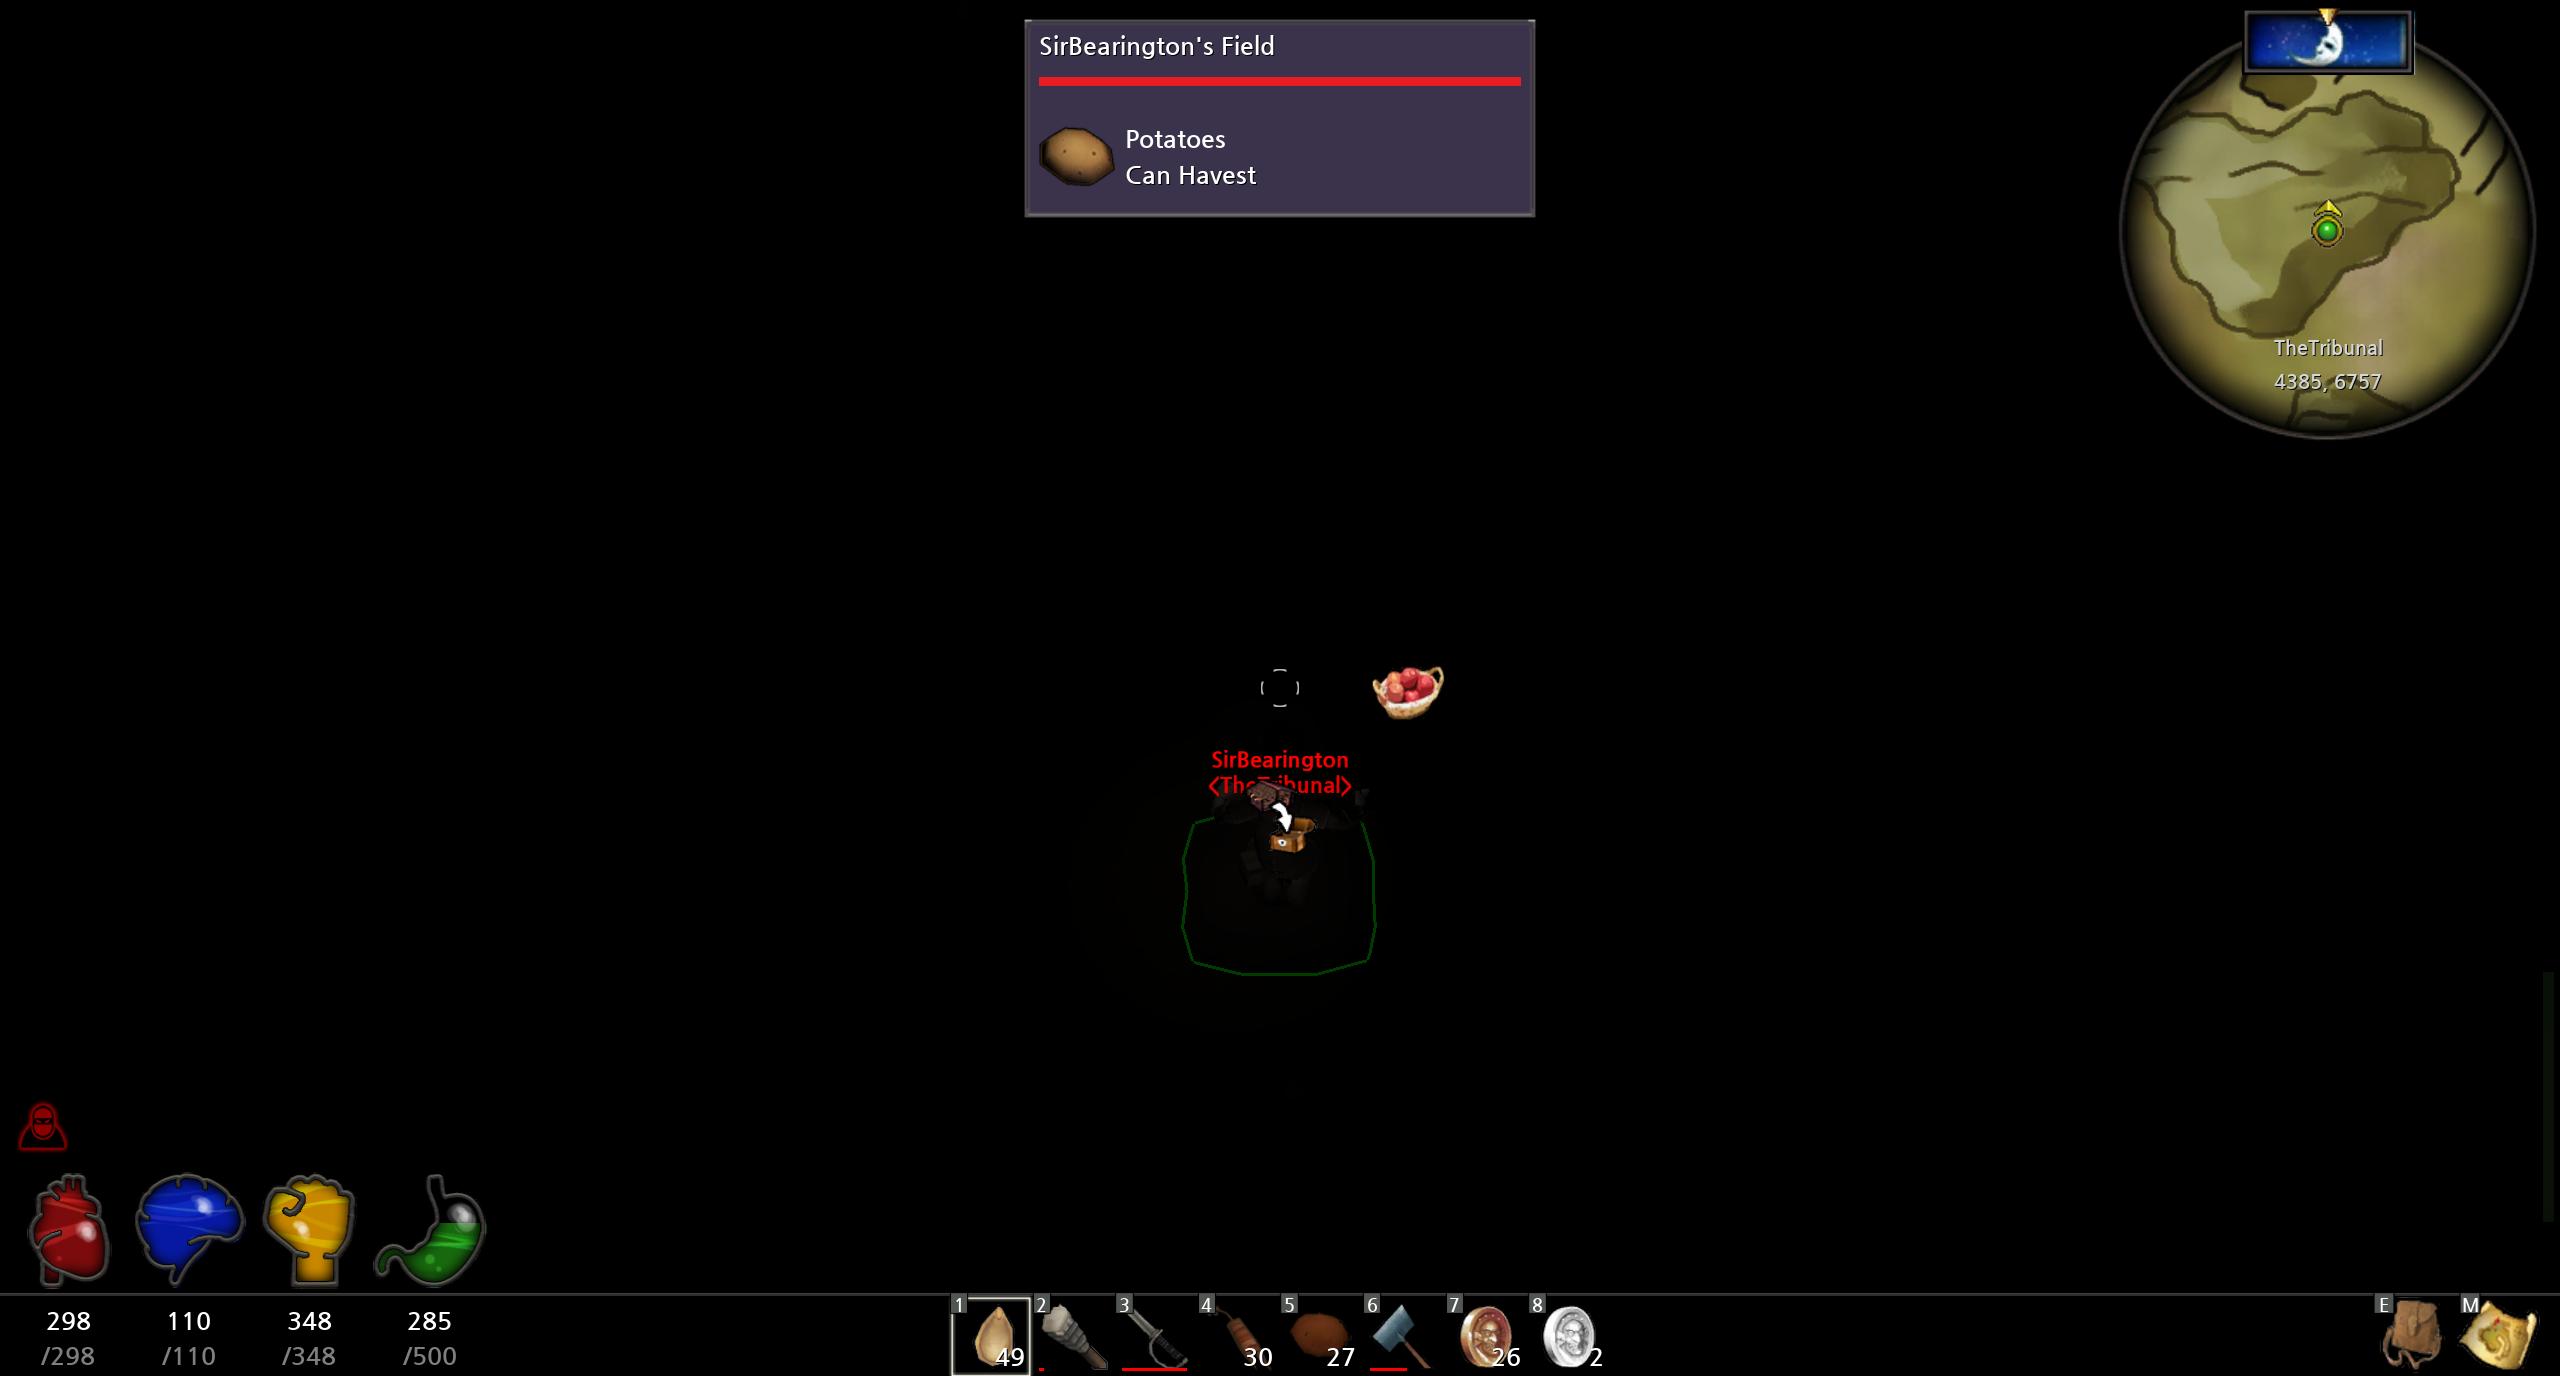 SirBearington's Field
Potatoes
Can Havest
TheTribunal
4385, 6757
SirBearington
<TheTribunal>
298
/298
110
/110
348
/348
285
/500
1
49
2
3
4
30
5
27
6
7
26
8
2
E
M